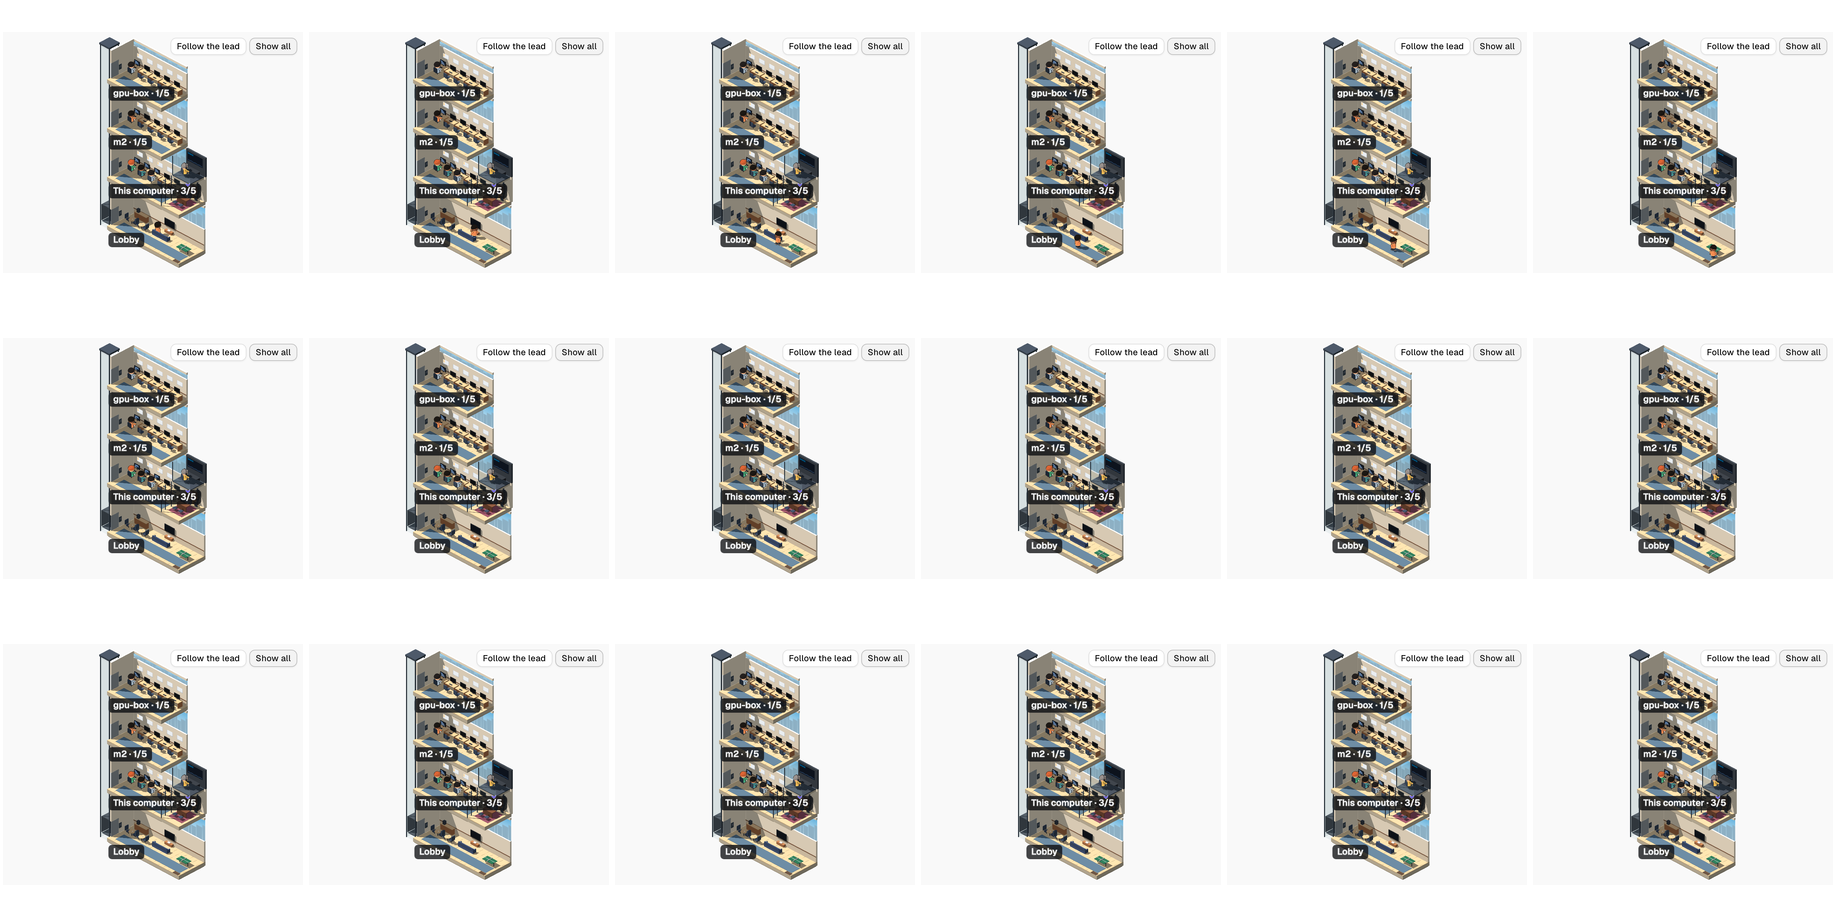 Follow the lead Show all Follow the lead Show all Follow the lead Show all Follow the lead Show all Follow the lead Show all Follow the lead Show all
gpu-box · 1/5 gpu-box · 1/5 gpu-box · 1/5 gpu-box · 1/5 gpu-box · 1/5 gpu-box · 1/5
m2 · 1/5 m2 · 1/5 m2 · 1/5 m2 · 1/5 m2 · 1/5 m2 · 1/5
This computer · 3/5 This computer · 3/5 This computer · 3/5 This computer · 3/5 This computer · 3/5 This computer · 3/5
Lobby Lobby Lobby Lobby Lobby Lobby
Follow the lead Show all Follow the lead Show all Follow the lead Show all Follow the lead Show all Follow the lead Show all Follow the lead Show all
gpu-box · 1/5 gpu-box · 1/5 gpu-box · 1/5 gpu-box · 1/5 gpu-box · 1/5 gpu-box · 1/5
m2 · 1/5 m2 · 1/5 m2 · 1/5 m2 · 1/5 m2 · 1/5 m2 · 1/5
This computer · 3/5 This computer · 3/5 This computer · 3/5 This computer · 3/5 This computer · 3/5 This computer · 3/5
Lobby Lobby Lobby Lobby Lobby Lobby
Follow the lead Show all Follow the lead Show all Follow the lead Show all Follow the lead Show all Follow the lead Show all Follow the lead Show all
gpu-box · 1/5 gpu-box · 1/5 gpu-box · 1/5 gpu-box · 1/5 gpu-box · 1/5 gpu-box · 1/5
m2 · 1/5 m2 · 1/5 m2 · 1/5 m2 · 1/5 m2 · 1/5 m2 · 1/5
This computer · 3/5 This computer · 3/5 This computer · 3/5 This computer · 3/5 This computer · 3/5 This computer · 3/5
Lobby Lobby Lobby Lobby Lobby Lobby